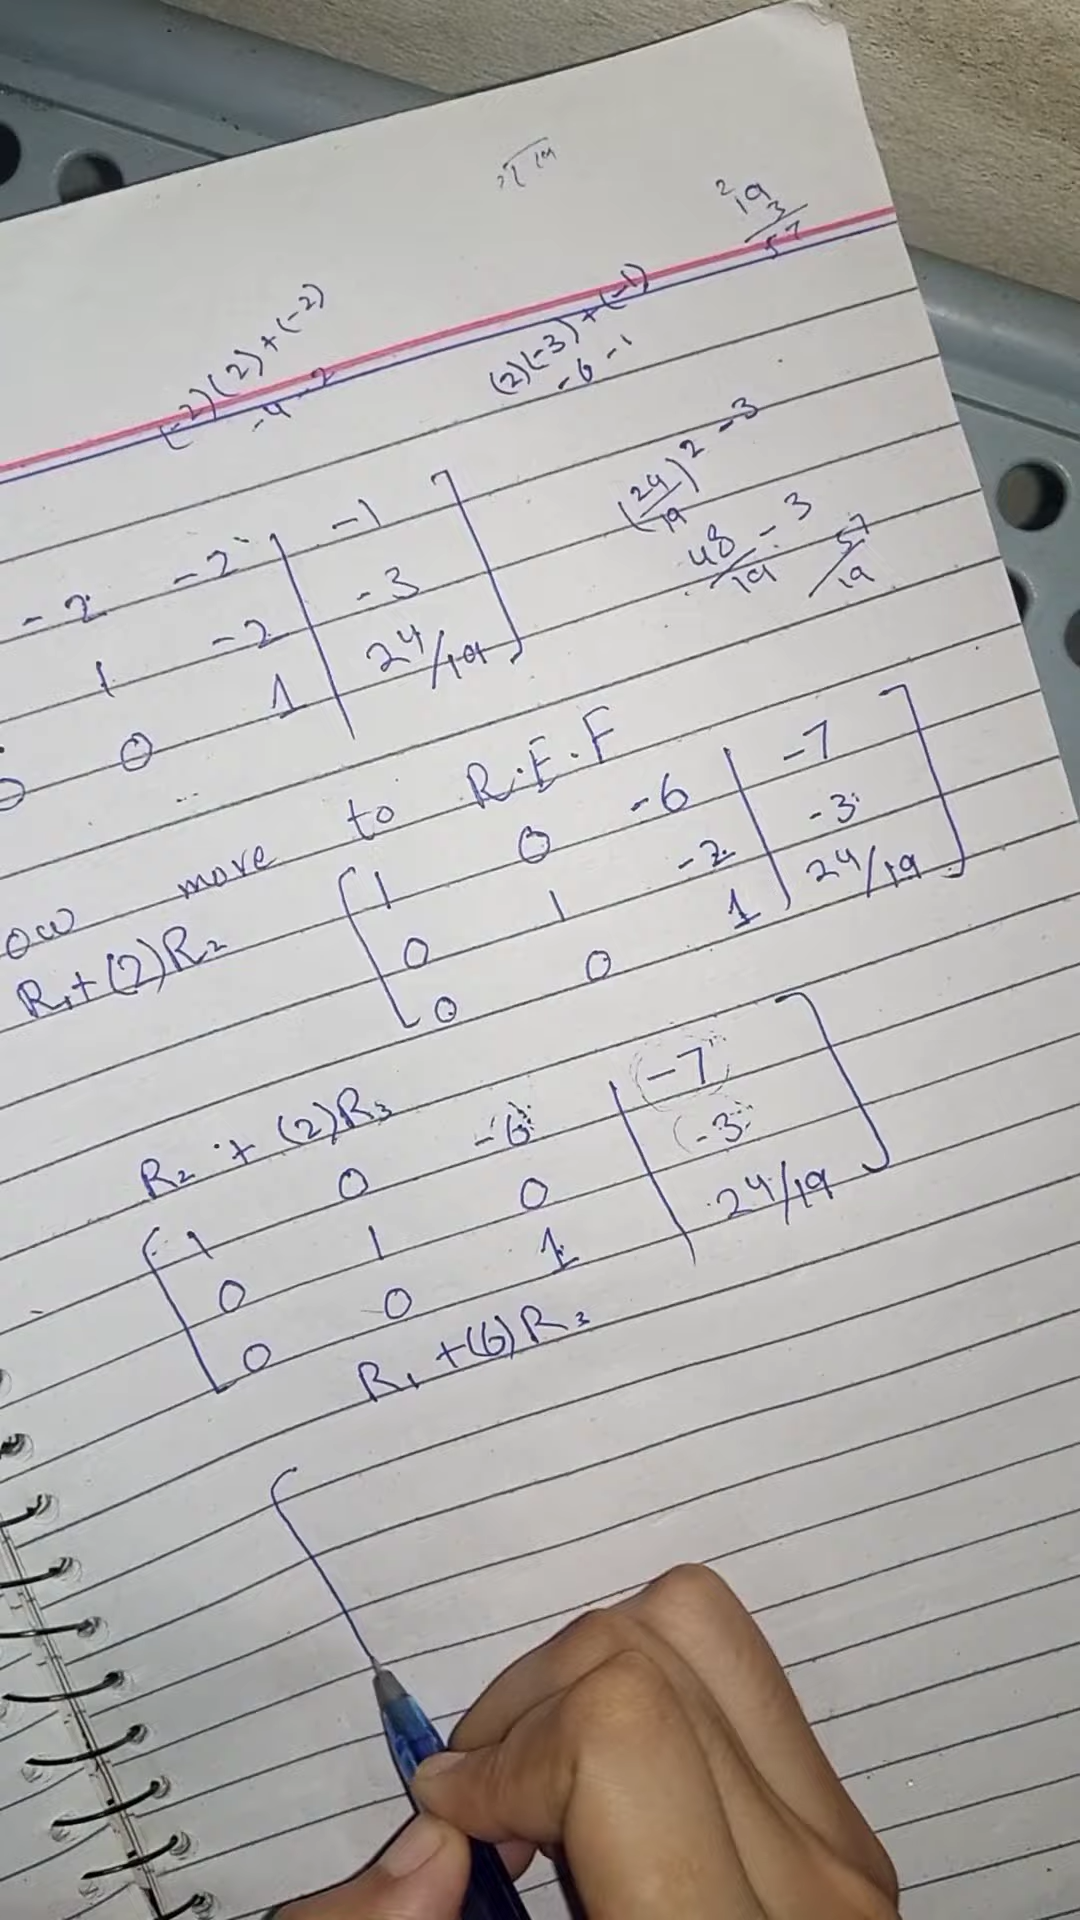 19
2
19
3
57
(-2)(2)+(-2)
-4 -2
(2)(-3)+(-1)
-6 -1
(24/19)2 -3
48/19 - 3
57/19
-2 -2 | -1
1 -2 | -3
0 0 1 | 24/19
ow move to R.E.F
R1+(2)R2
1 0 -6 | -7
0 1 -2 | -3
0 0 1 | 24/19
R2 + (2)R3
1 0 -6 | -7
0 1 0 | -3
0 0 1 | 24/19
R1 +(6)R3